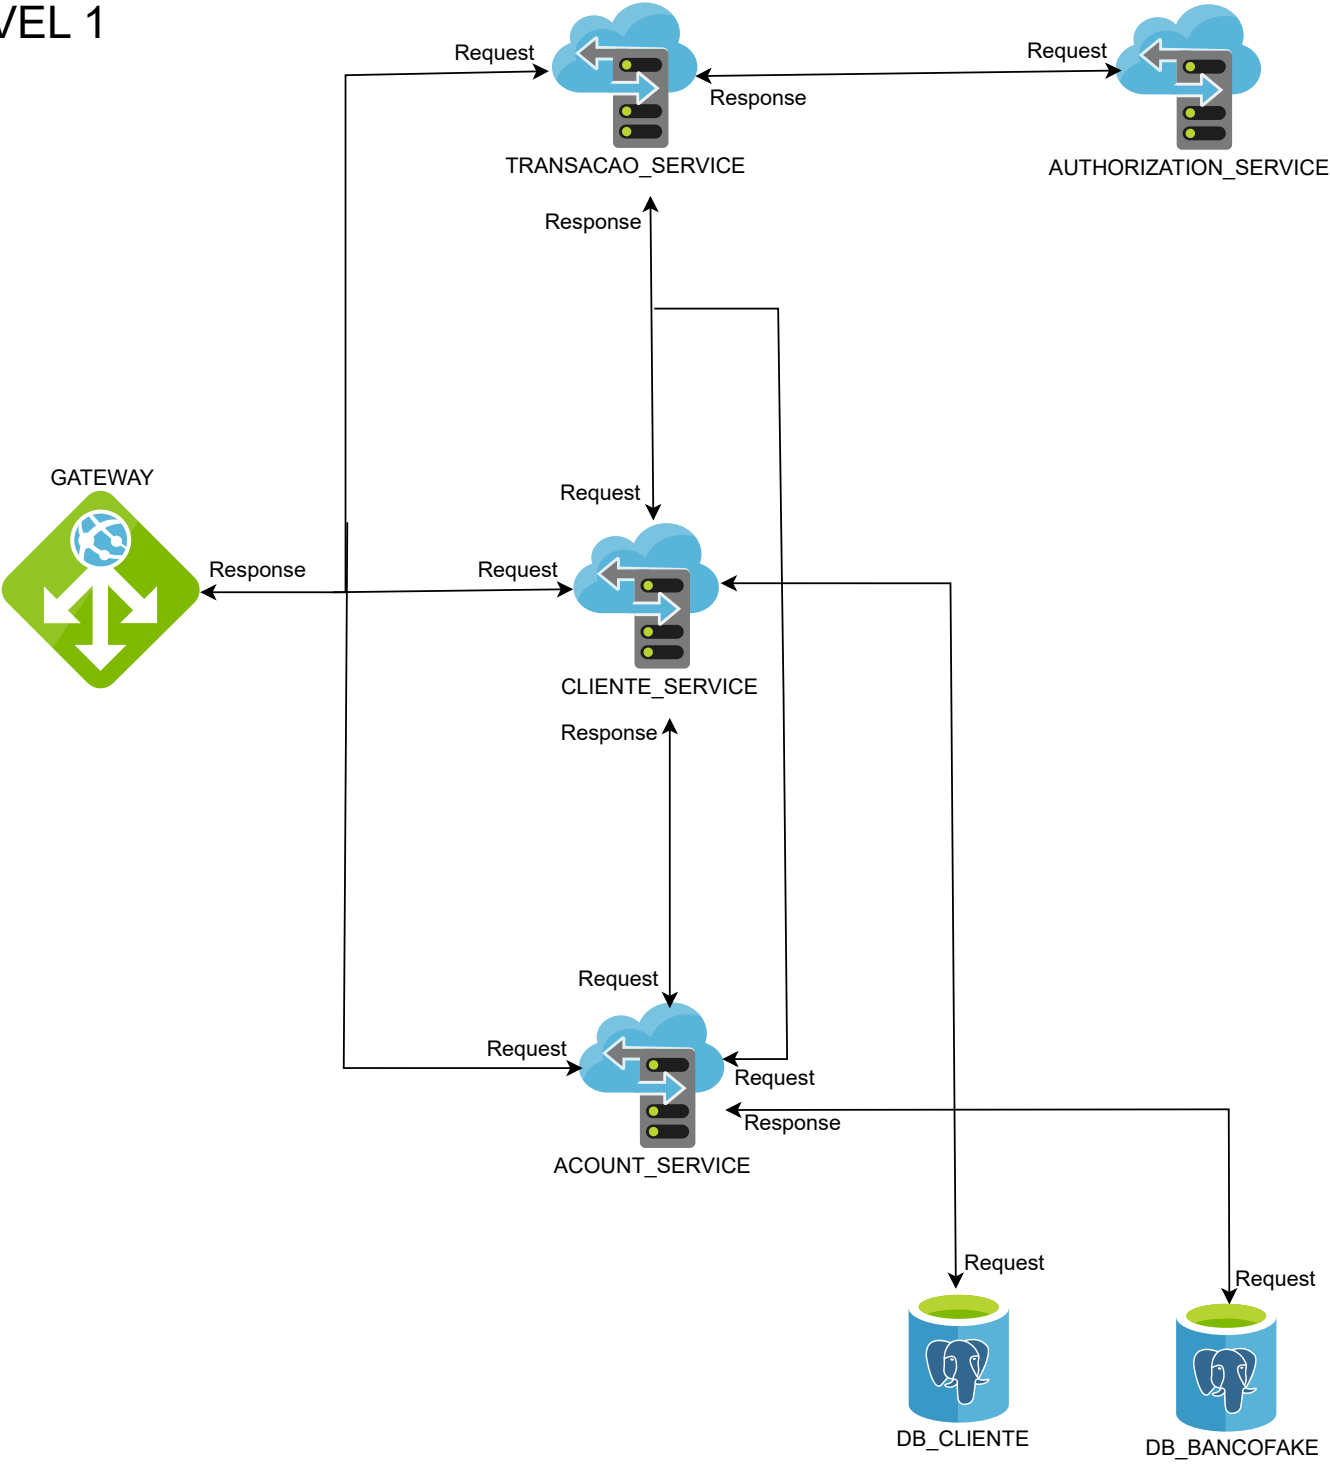 VEL 1
Request
Request
Response
TRANSACAO_SERVICE
AUTHORIZATION_SERVICE
Response
GATEWAY
Request
Response
Request
CLIENTE_SERVICE
Response
Request
Request
Request
Response
ACOUNT_SERVICE
Request
Request
DB_CLIENTE
DB_BANCOFAKE